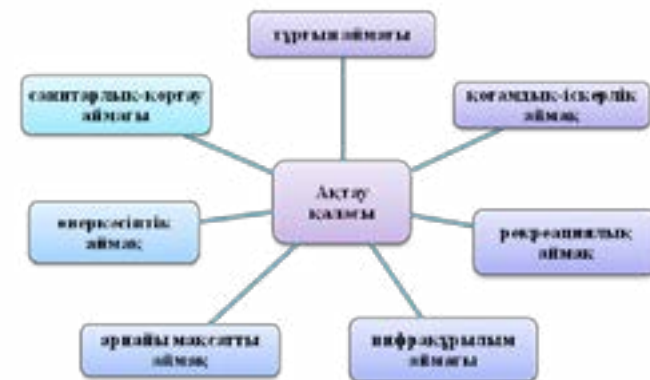 тұрғын аймағы
санитарлық-қорғау
аймағы
қоғамдық-іскерлік
аймақ
Ақтау
қаласы
өнеркәсіптік
аймақ
рекреациялық
аймақ
арнайы мақсатты
аймақ
инфрақұрылым
аймағы